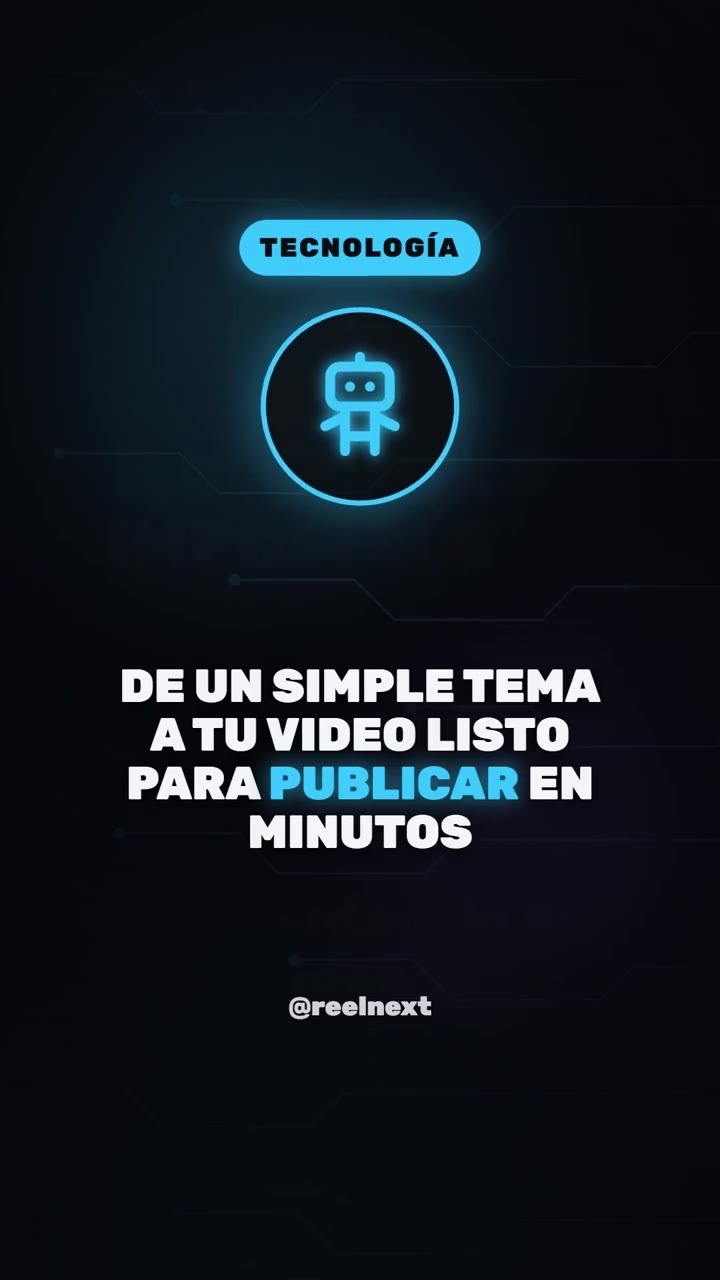 TECNOLOGÍA
DE UN SIMPLE TEMA
A TU VIDEO LISTO
PARA PUBLICAR EN
MINUTOS
@reelnext